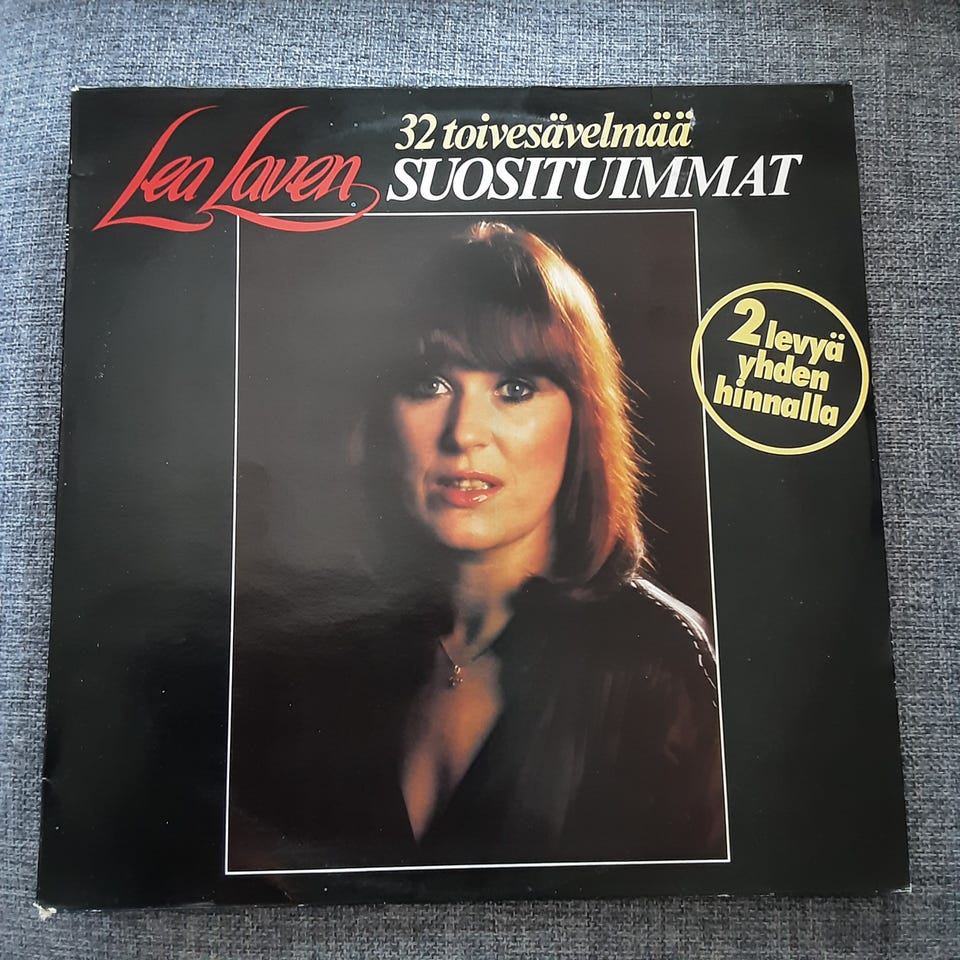 Lea Laven
32 toivesävelmää
SUOSITUIMMAT
2 levyä
yhden
hinnalla